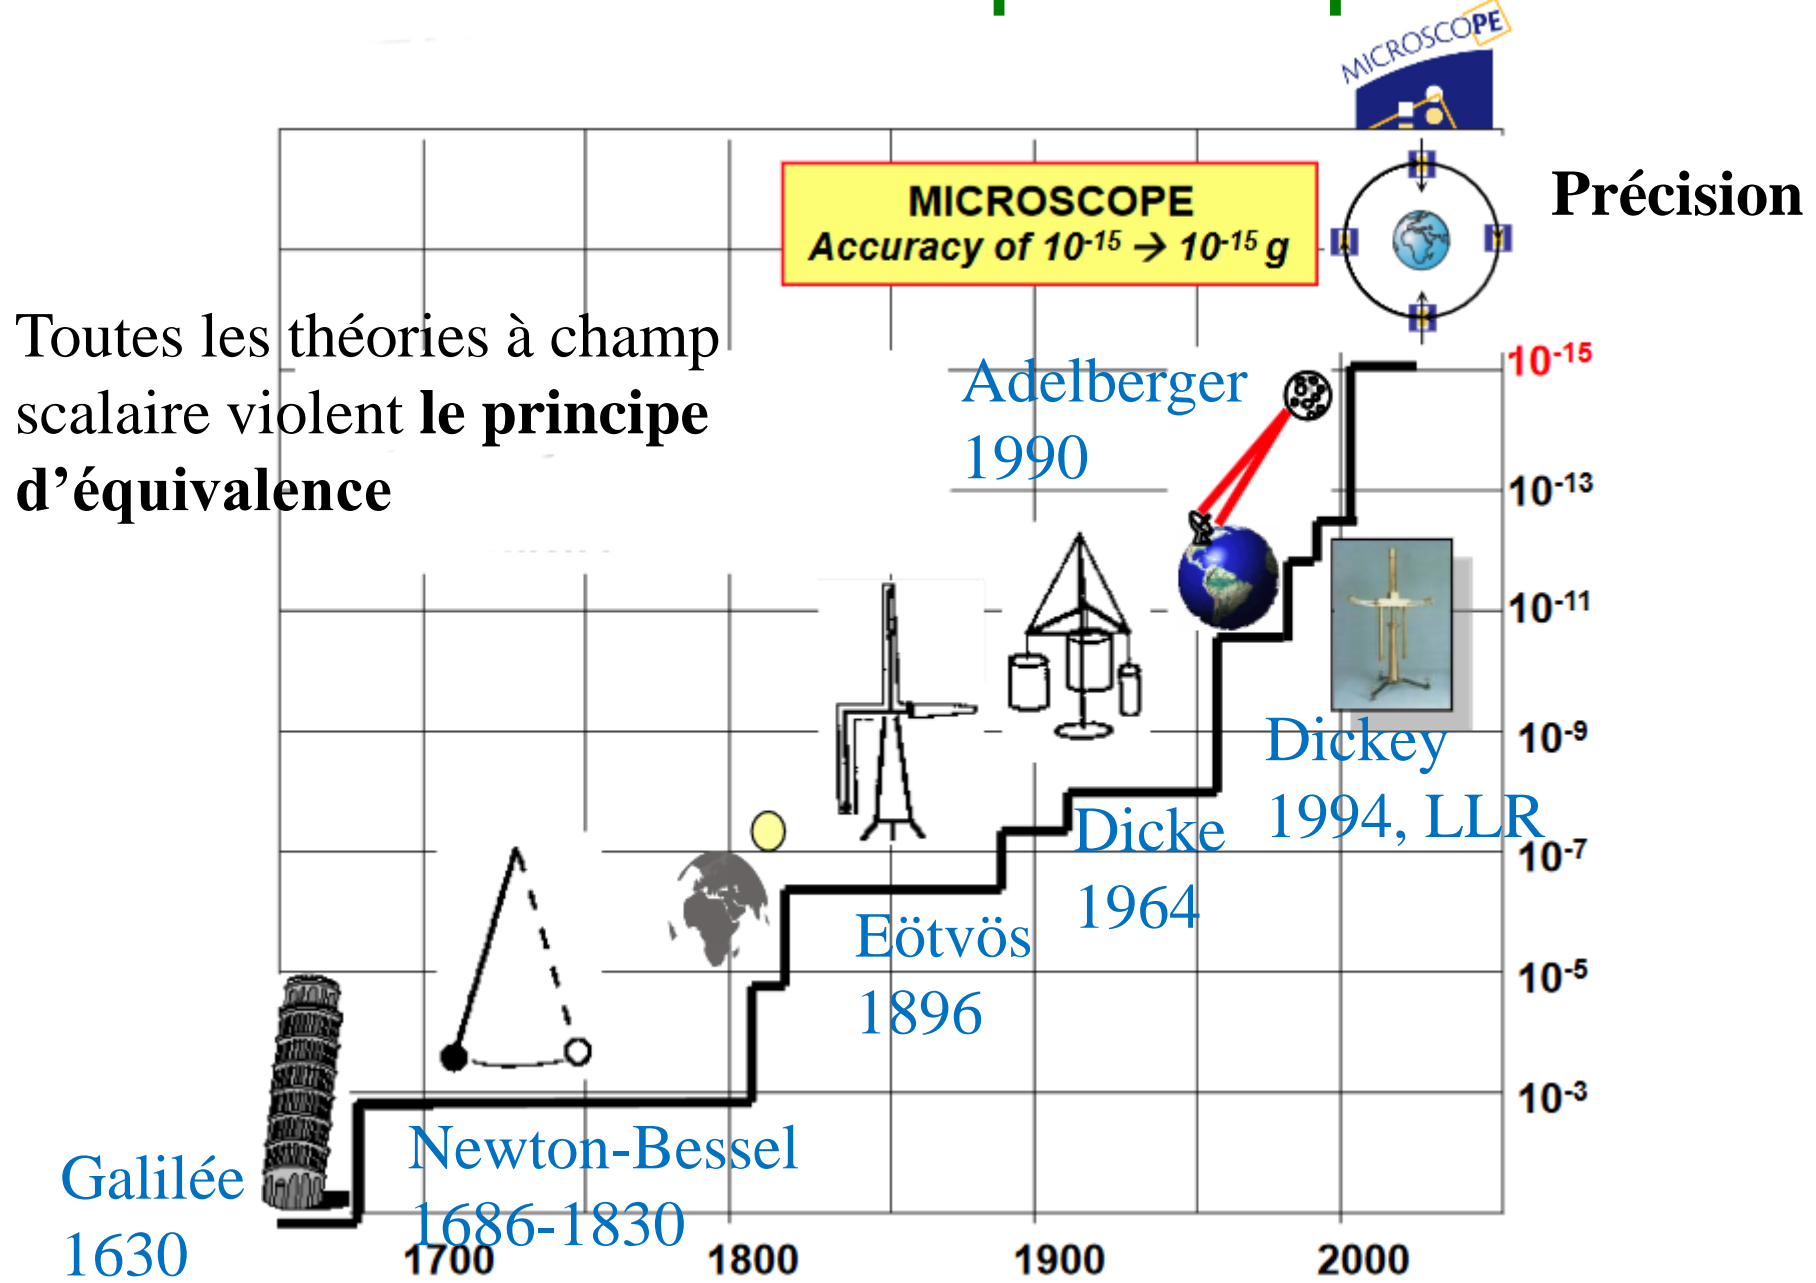 MICROSCOPE
MICROSCOPE
Accuracy of 10⁻¹⁵ → 10⁻¹⁵ g
Précision
Toutes les théories à champ
scalaire violent le principe
d’équivalence
10⁻¹⁵
Adelberger
1990
10⁻¹³
10⁻¹¹
Dickey
1994, LLR
10⁻⁹
Dicke
1964
10⁻⁷
Eötvös
1896
10⁻⁵
10⁻³
Newton-Bessel
1686-1830
Galilée
1630
1700
1800
1900
2000